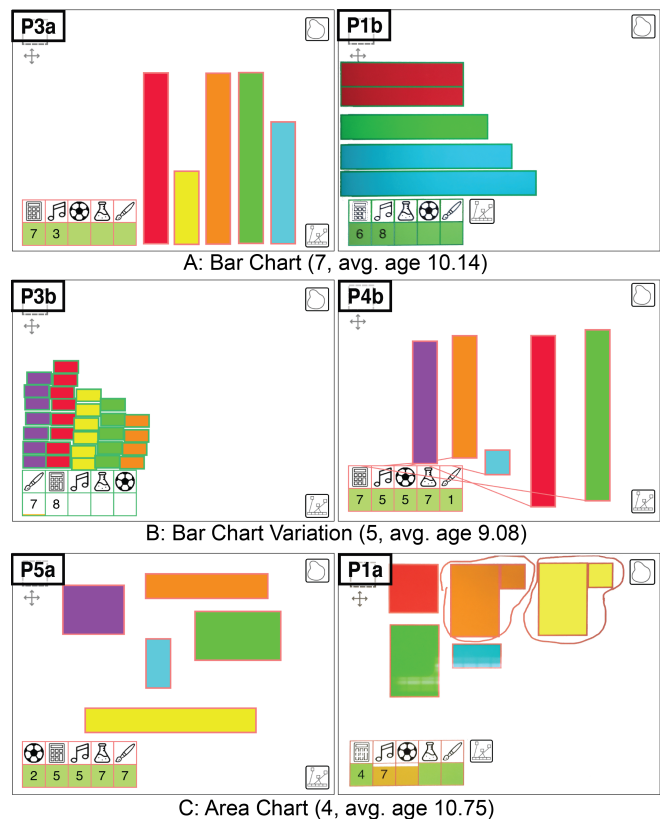 P3a P1b
7 3
6 8
A: Bar Chart (7, avg. age 10.14)
P3b P4b
7 8
7 5 5 7 1
B: Bar Chart Variation (5, avg. age 9.08)
P5a P1a
2 5 5 7 7
4 7
C: Area Chart (4, avg. age 10.75)